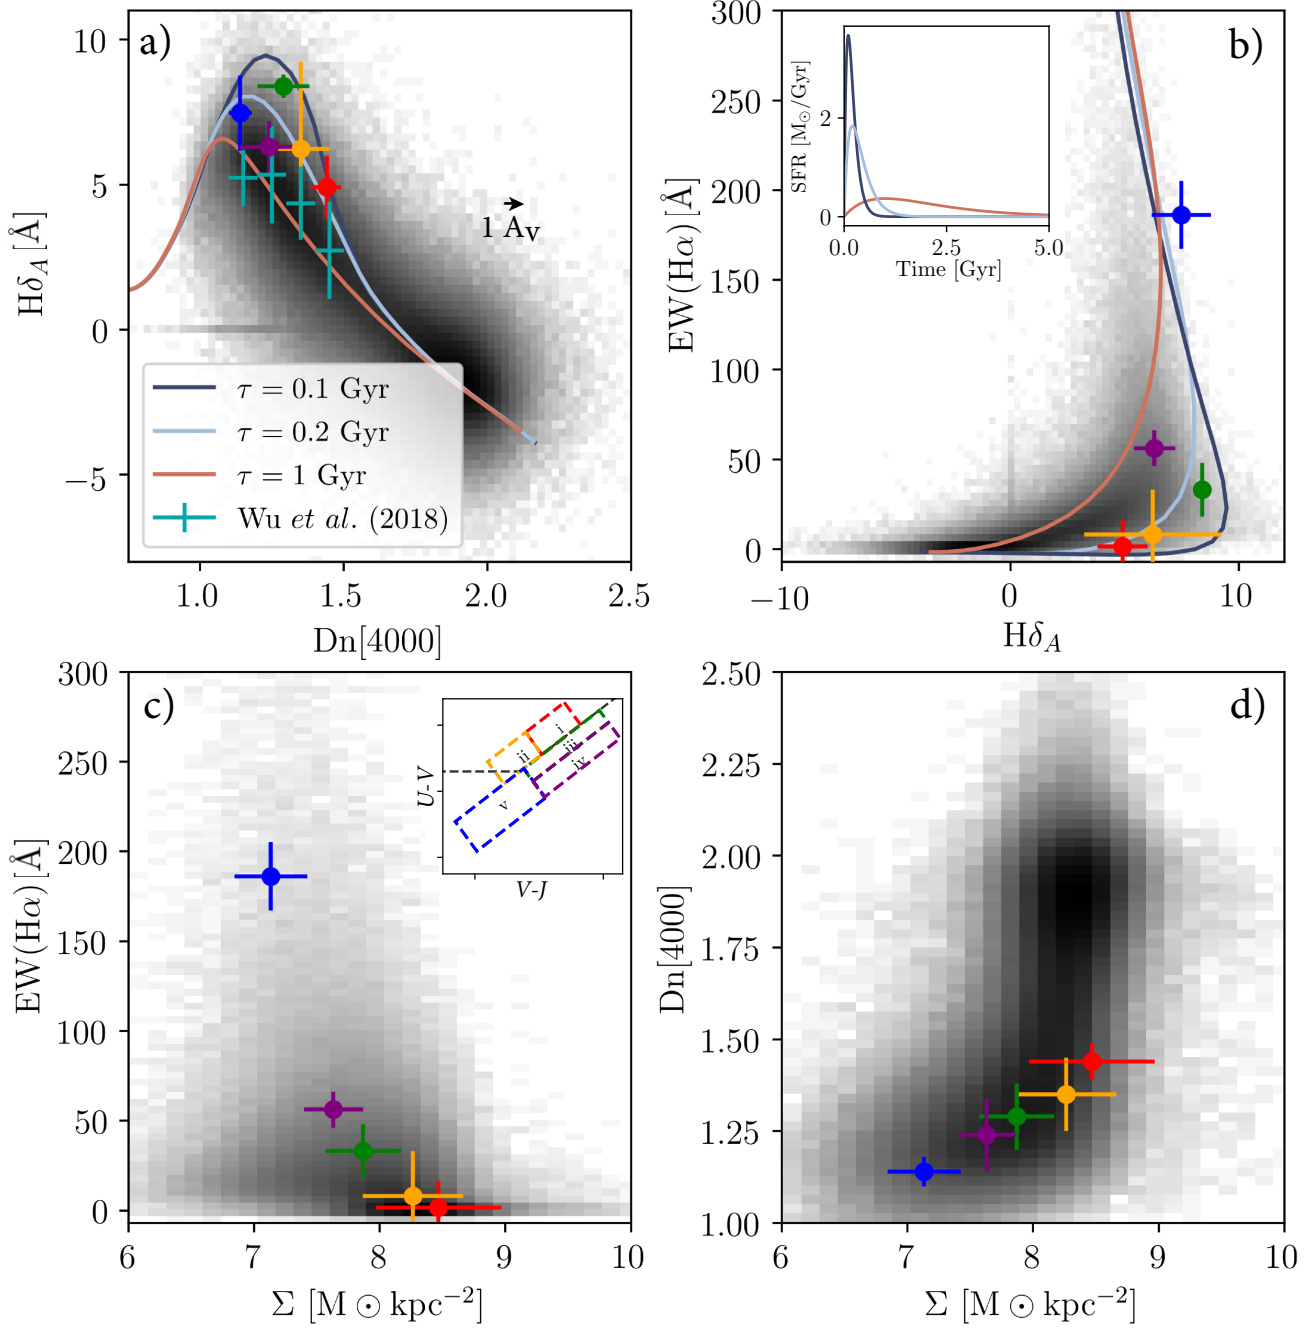 a)
10
5
0
−5
HδA [Å]
1 AV
τ = 0.1 Gyr
τ = 0.2 Gyr
τ = 1 Gyr
Wu et al. (2018)
1.0 1.5 2.0 2.5
Dn[4000]
b)
300
250
200
150
100
50
0
EW(Hα) [Å]
SFR [M⊙/Gyr]
2
0
0.0 2.5 5.0
Time [Gyr]
−10 0 10
HδA
c)
300
250
200
150
100
50
0
EW(Hα) [Å]
U-V
i
ii
iii
iv
v
V-J
6 7 8 9 10
Σ [M ⊙ kpc−2]
d)
2.50
2.25
2.00
1.75
1.50
1.25
1.00
Dn[4000]
6 7 8 9 10
Σ [M ⊙ kpc−2]